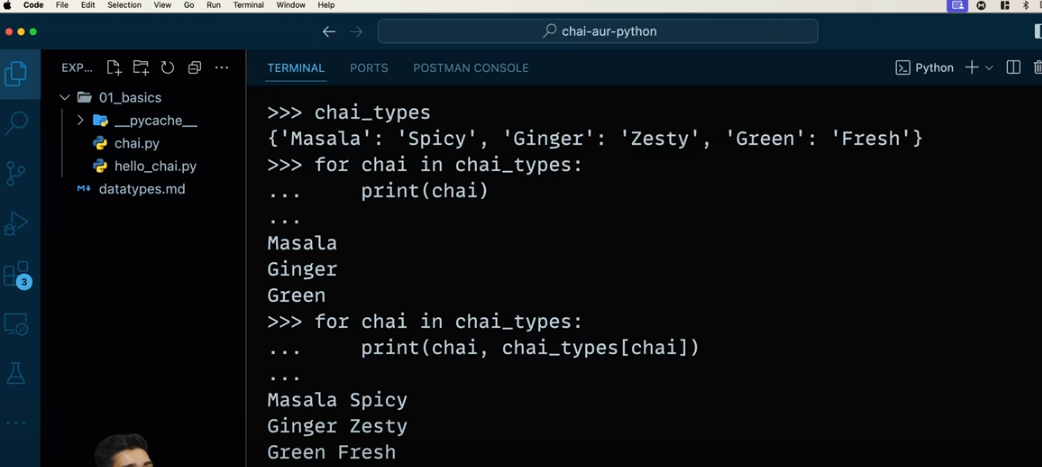 Code File Edit Selection View Go Run Terminal Window Help
chai-aur-python
EXP...
TERMINAL PORTS POSTMAN CONSOLE
Python
01_basics
__pycache__
chai.py
hello_chai.py
datatypes.md
3
>>> chai_types
{'Masala': 'Spicy', 'Ginger': 'Zesty', 'Green': 'Fresh'}
>>> for chai in chai_types:
...     print(chai)
...
Masala
Ginger
Green
>>> for chai in chai_types:
...     print(chai, chai_types[chai])
...
Masala Spicy
Ginger Zesty
Green Fresh